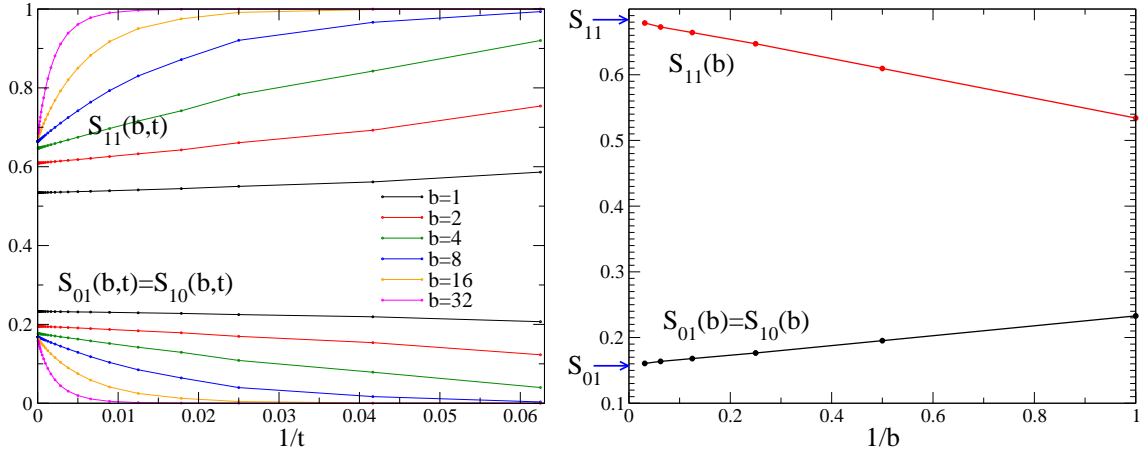 1
0.8
0.6
0.4
0.2
0
S11(b,t)
b=1
b=2
b=4
b=8
b=16
b=32
S01(b,t)=S10(b,t)
0 0.01 0.02 0.03 0.04 0.05 0.06
1/t
S11
0.6
0.5
0.4
0.3
0.2
0.1
S11(b)
S01(b)=S10(b)
S01
0 0.2 0.4 0.6 0.8 1
1/b